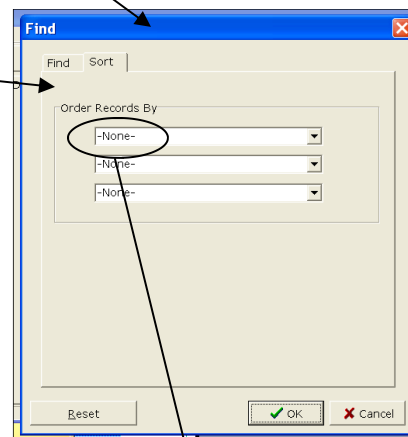 Find
Find Sort
Order Records By
-None-
-None-
-None-
Reset OK Cancel